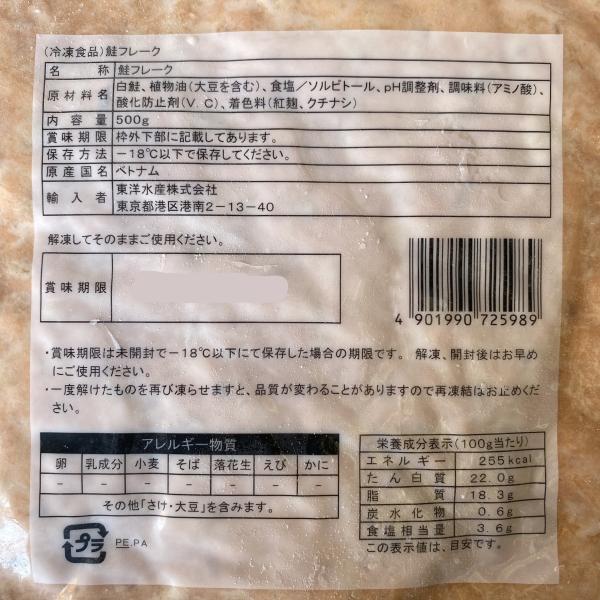 (冷凍食品)鮭フレーク
名称 鮭フレーク
原材料名 白鮭、植物油(大豆を含む)、食塩/ソルビトール、pH調整剤、調味料(アミノ酸)、
酸化防止剤(V.C)、着色料(紅麹、クチナシ)
内容量 500g
賞味期限 枠外下部に記載してあります。
保存方法 -18℃以下で保存してください。
原産国名 ベトナム
輸入者 東洋水産株式会社
東京都港区港南2-13-40
解凍してそのままご使用ください。
賞味期限
4 901990 725989
・賞味期限は未開封で-18℃以下にて保存した場合の期限です。 解凍、開封後はお早め
にご使用ください。
・一度解けたものを再び凍らせますと、品質が変わることがありますので再凍結はお止めくだ
さい。
アレルギー物質
卵 乳成分 小麦 そば 落花生 えび かに
- - - - - - -
その他「さけ・大豆」を含みます。
プラ PE.PA
栄養成分表示(100g当たり)
エネルギー 255kcal
たん白質 22.0g
脂質 18.3g
炭水化物 0.6g
食塩相当量 3.6g
この表示値は、目安です。